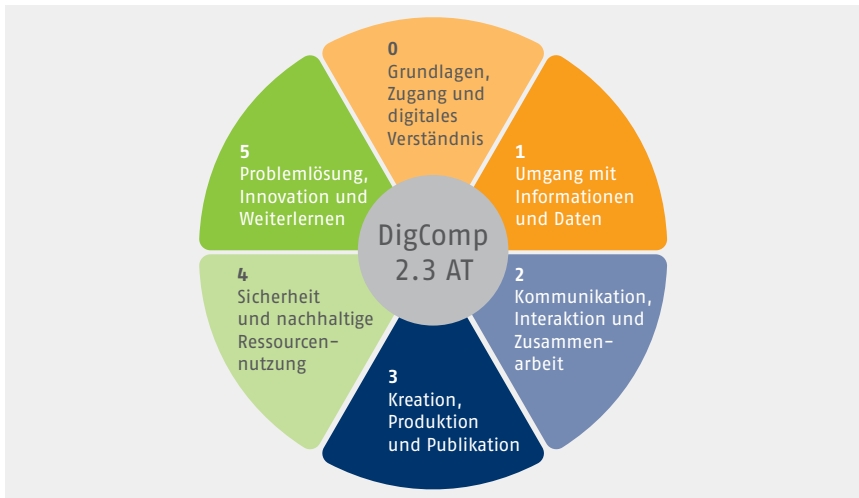 0
Grundlagen,
Zugang und
digitales
Verständnis
1
Umgang mit
Informationen
und Daten
2
Kommunikation,
Interaktion und
Zusammen-
arbeit
3
Kreation,
Produktion
und Publikation
4
Sicherheit
und nachhaltige
Ressourcen-
nutzung
5
Problemlösung,
Innovation und
Weiterlernen
DigComp
2.3 AT